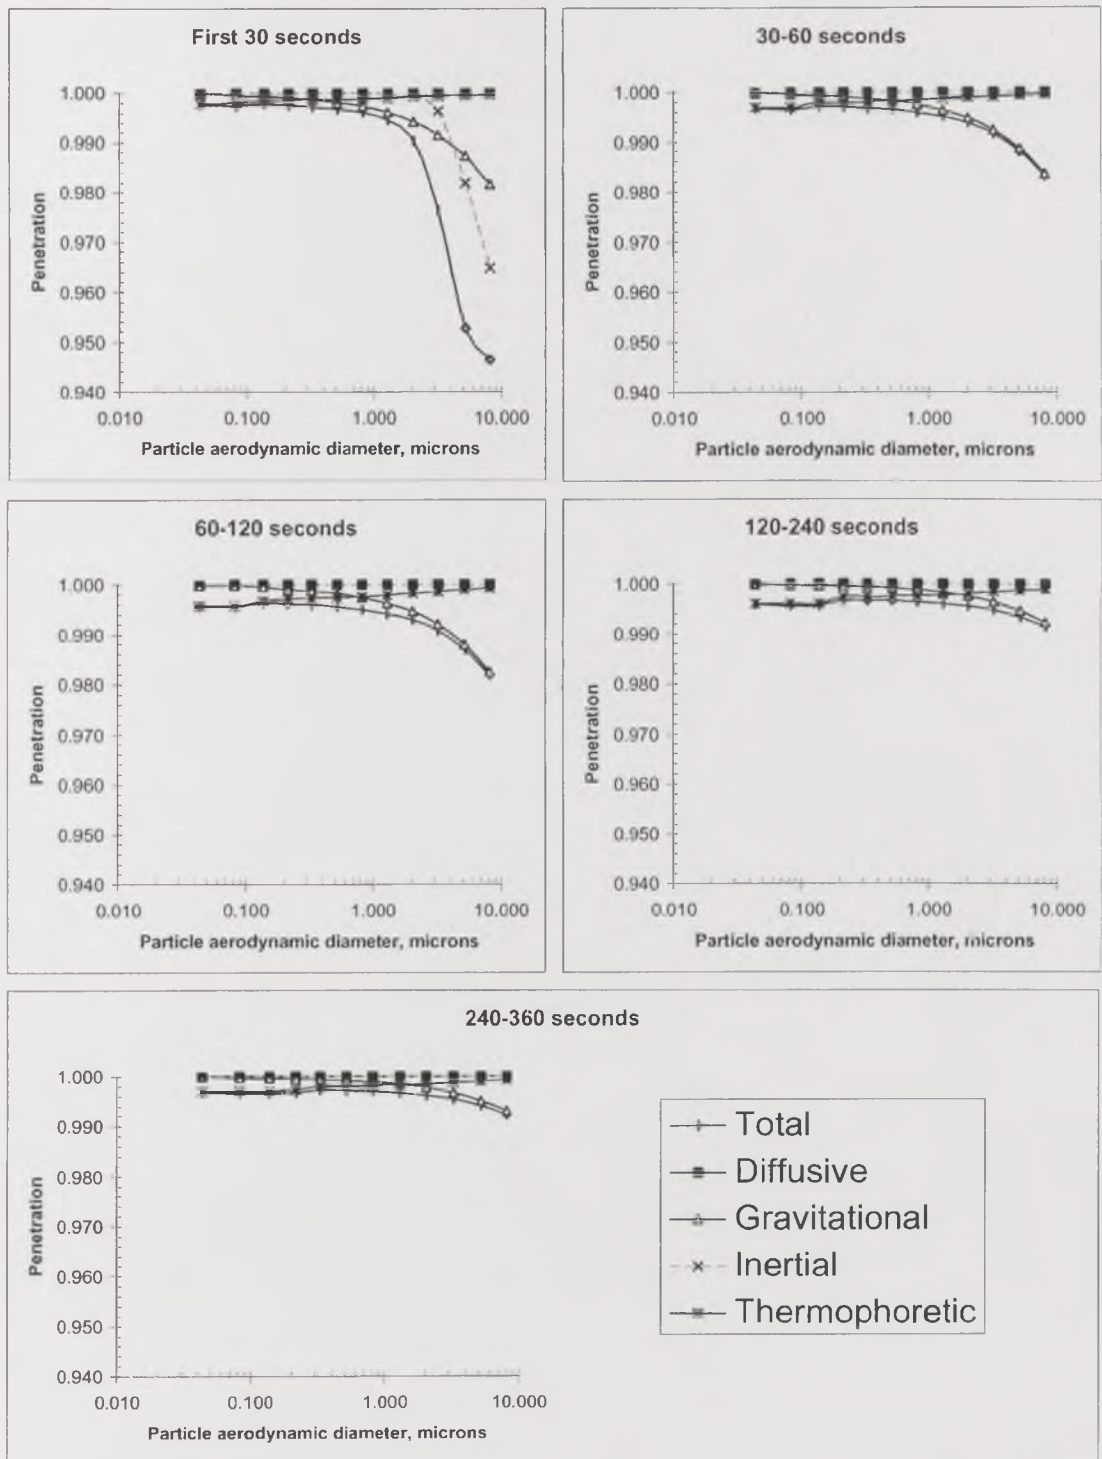 First 30 seconds
Penetration
1.000
0.990
0.980
0.970
0.960
0.950
0.940
0.010 0.100 1.000 10.000
Particle aerodynamic diameter, microns
30-60 seconds
Penetration
1.000
0.990
0.980
0.970
0.960
0.950
0.940
0.010 0.100 1.000 10.000
Particle aerodynamic diameter, microns
60-120 seconds
Penetration
1.000
0.990
0.980
0.970
0.960
0.950
0.940
0.010 0.100 1.000 10.000
Particle aerodynamic diameter, microns
120-240 seconds
Penetration
1.000
0.990
0.980
0.970
0.960
0.950
0.940
0.010 0.100 1.000 10.000
Particle aerodynamic diameter, microns
240-360 seconds
Penetration
1.000
0.990
0.980
0.970
0.960
0.950
0.940
0.010 0.100 1.000 10.000
Particle aerodynamic diameter, microns
Total
Diffusive
Gravitational
Inertial
Thermophoretic